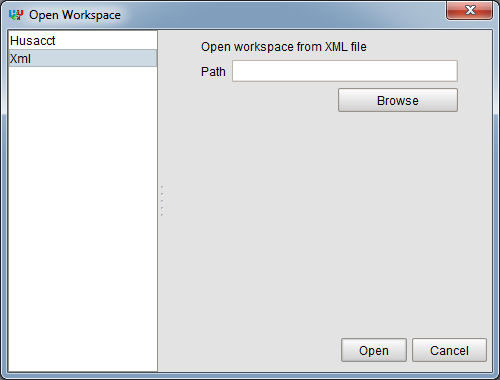 Open Workspace
Husacct
Xml
Open workspace from XML file
Path
Browse
Open
Cancel